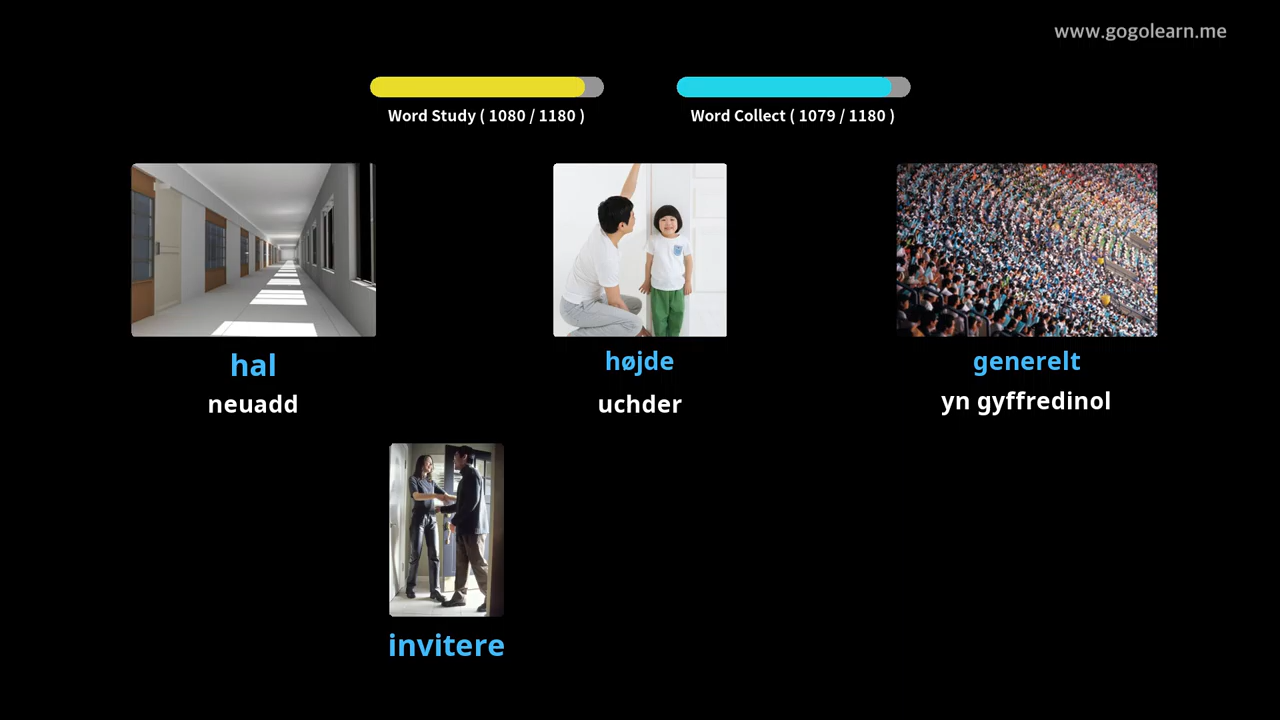 www.gogolearn.me
Word Study ( 1080 / 1180 )
Word Collect ( 1079 / 1180 )
hal
neuadd
højde
uchder
generelt
yn gyffredinol
invitere